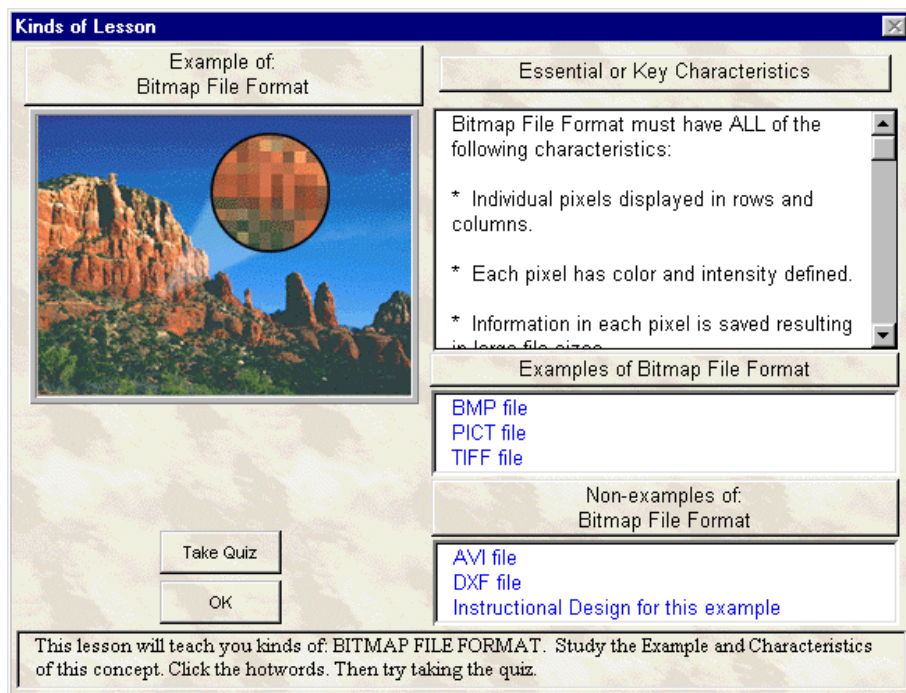 Kinds of Lesson
Example of:
Bitmap File Format
Essential or Key Characteristics
Bitmap File Format must have ALL of the
following characteristics:
* Individual pixels displayed in rows and
columns.
* Each pixel has color and intensity defined.
* Information in each pixel is saved resulting
in large file sizes
Examples of Bitmap File Format
BMP file
PICT file
TIFF file
Non-examples of:
Bitmap File Format
AVI file
DXF file
Instructional Design for this example
Take Quiz
OK
This lesson will teach you kinds of: BITMAP FILE FORMAT. Study the Example and Characteristics
of this concept. Click the hotwords. Then try taking the quiz.